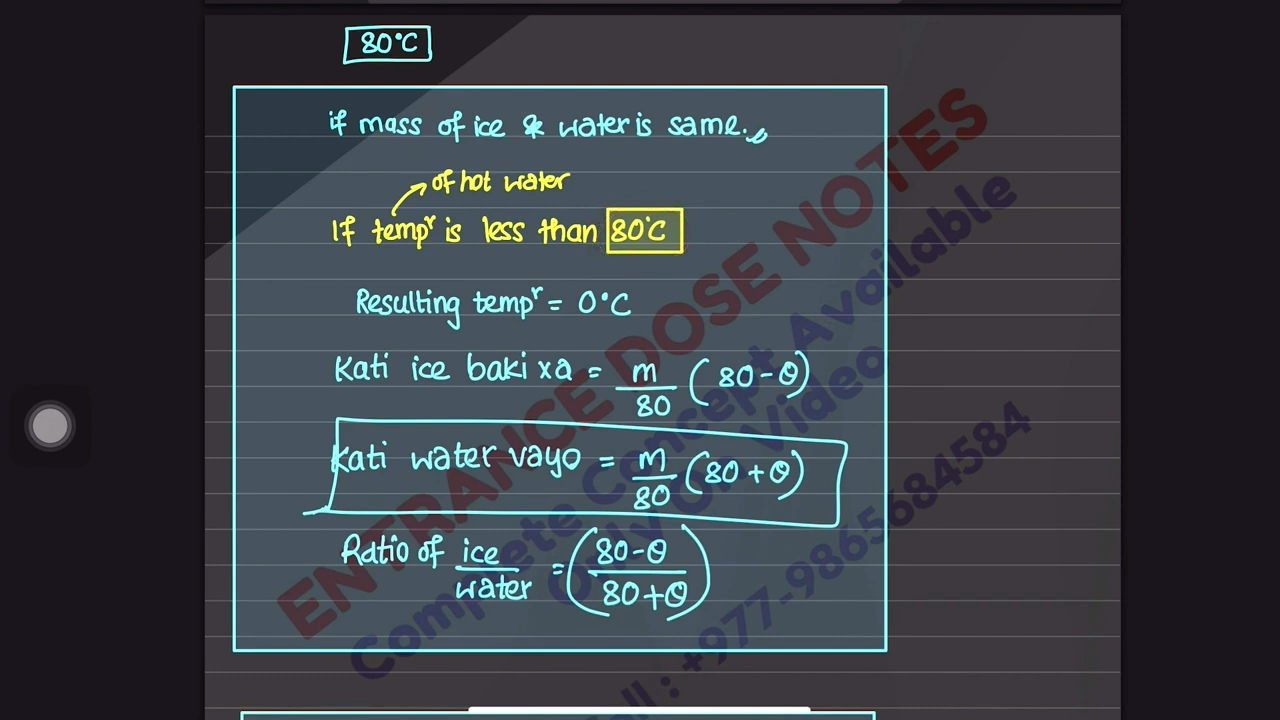 80°C
if mass of ice & water is same.
of hot water
If tempʳ is less than 80°C
Resulting tempʳ = 0°C
Kati ice baki xa = m/80 (80-θ)
Kati water vayo = m/80 (80+θ)
Ratio of ice/water = (80-θ/80+θ)
ENTRANCE DOSE NOTES
Complete Concept Available
Only On Video
Call : +977-9865684584